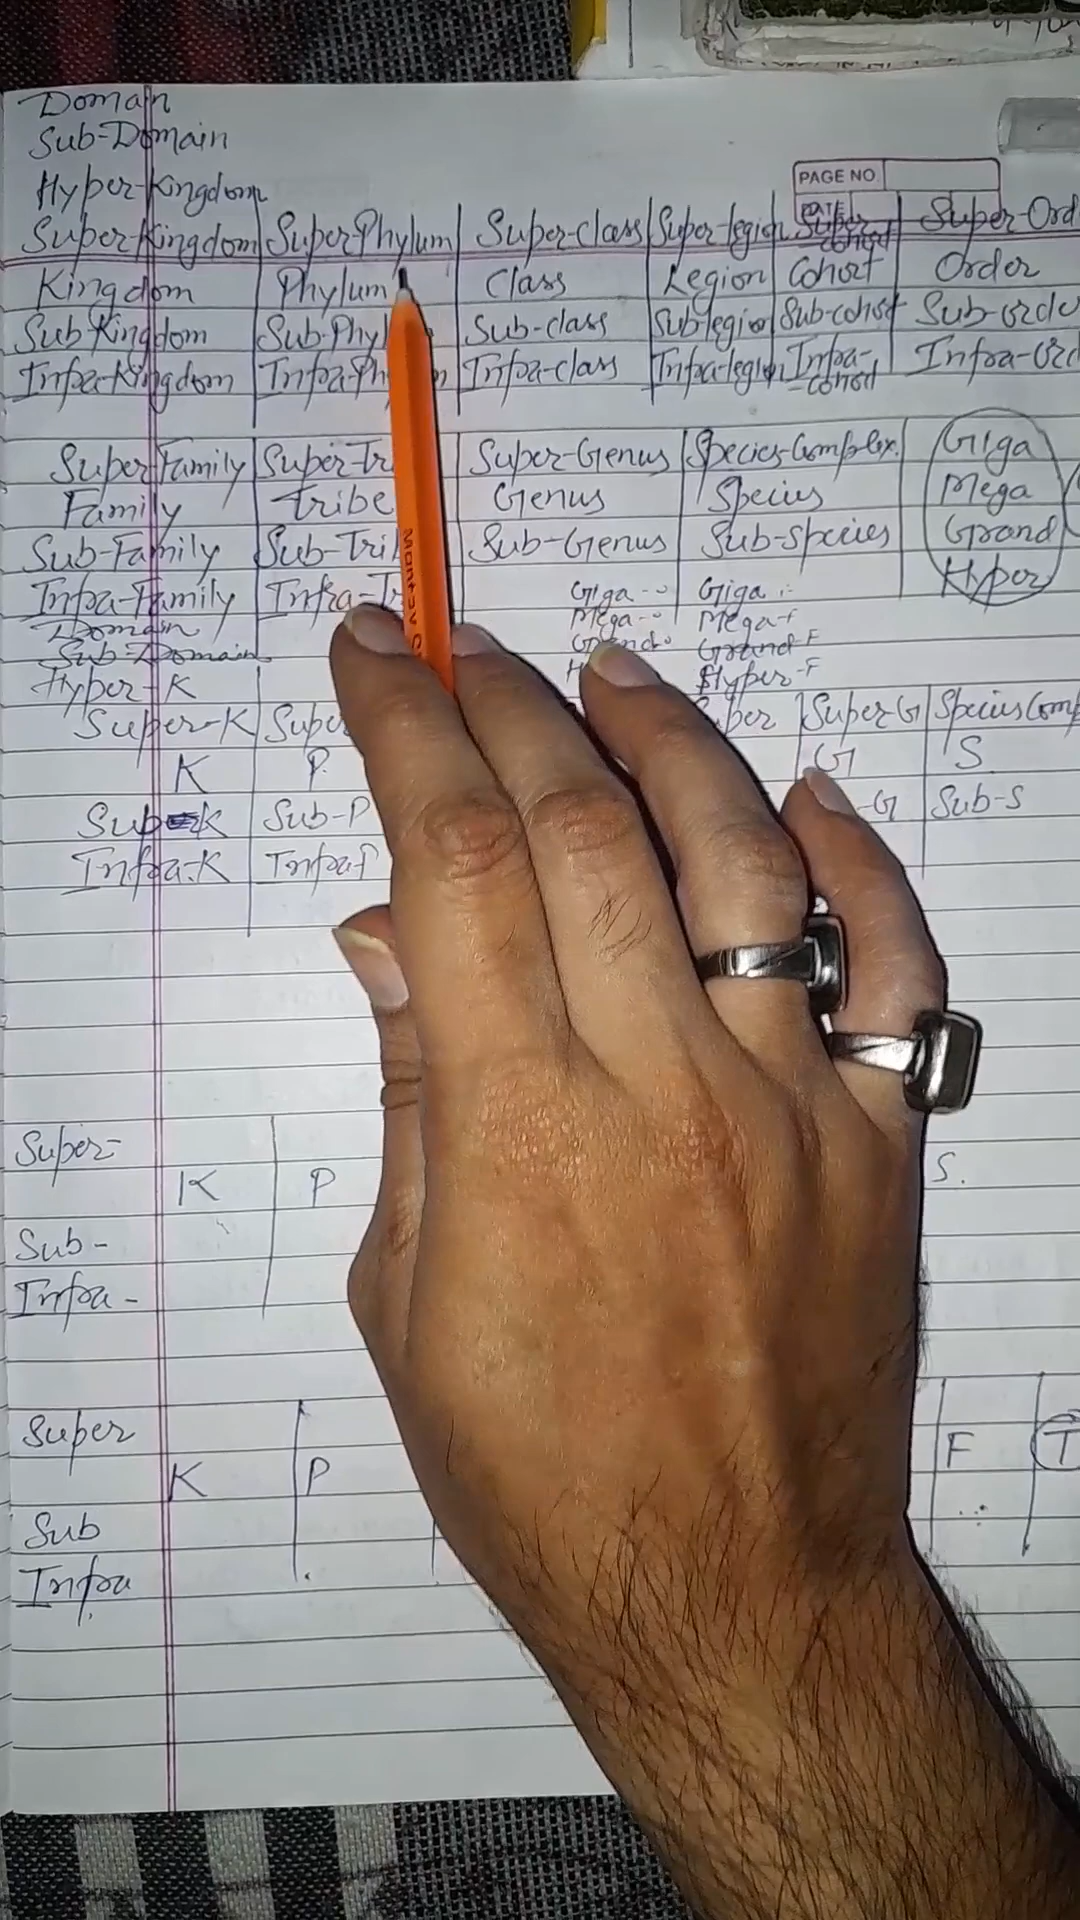 Domain
Sub-Domain
Hyper-Kingdom
PAGE NO.
DATE
Super-Kingdom Super Phylum Super-class Super-legion Super-cohort Super-Ord
Kingdom Phylum Class Legion Cohort Order
Sub Kingdom Sub-Phyl Sub-class Sub-legion Sub-cohort Sub-orde
Infra-Kingdom Infra-Ph Infra-class Infra-legion Infra-cohort Infra-Ord
Super Family Super-Tr Super-Genus Species-Complex. Giga
Family Tribe Genus Species Mega
Sub-Family Sub-Tri Sub-Genus Sub-species Grand
Infra-Family Infra-T Hyper
Giga Giga
Domain Mega Mega-F
Sub-Domain Grand-F
Hyper-K Hyper-F
Super-K Super Super-G Species Comp
K P. G S
Sub-K Sub-P -G Sub-S
Infra-K Infra-P
Super-
K P S.
Sub-
Infra-
Super
K P F T
Sub
Infra